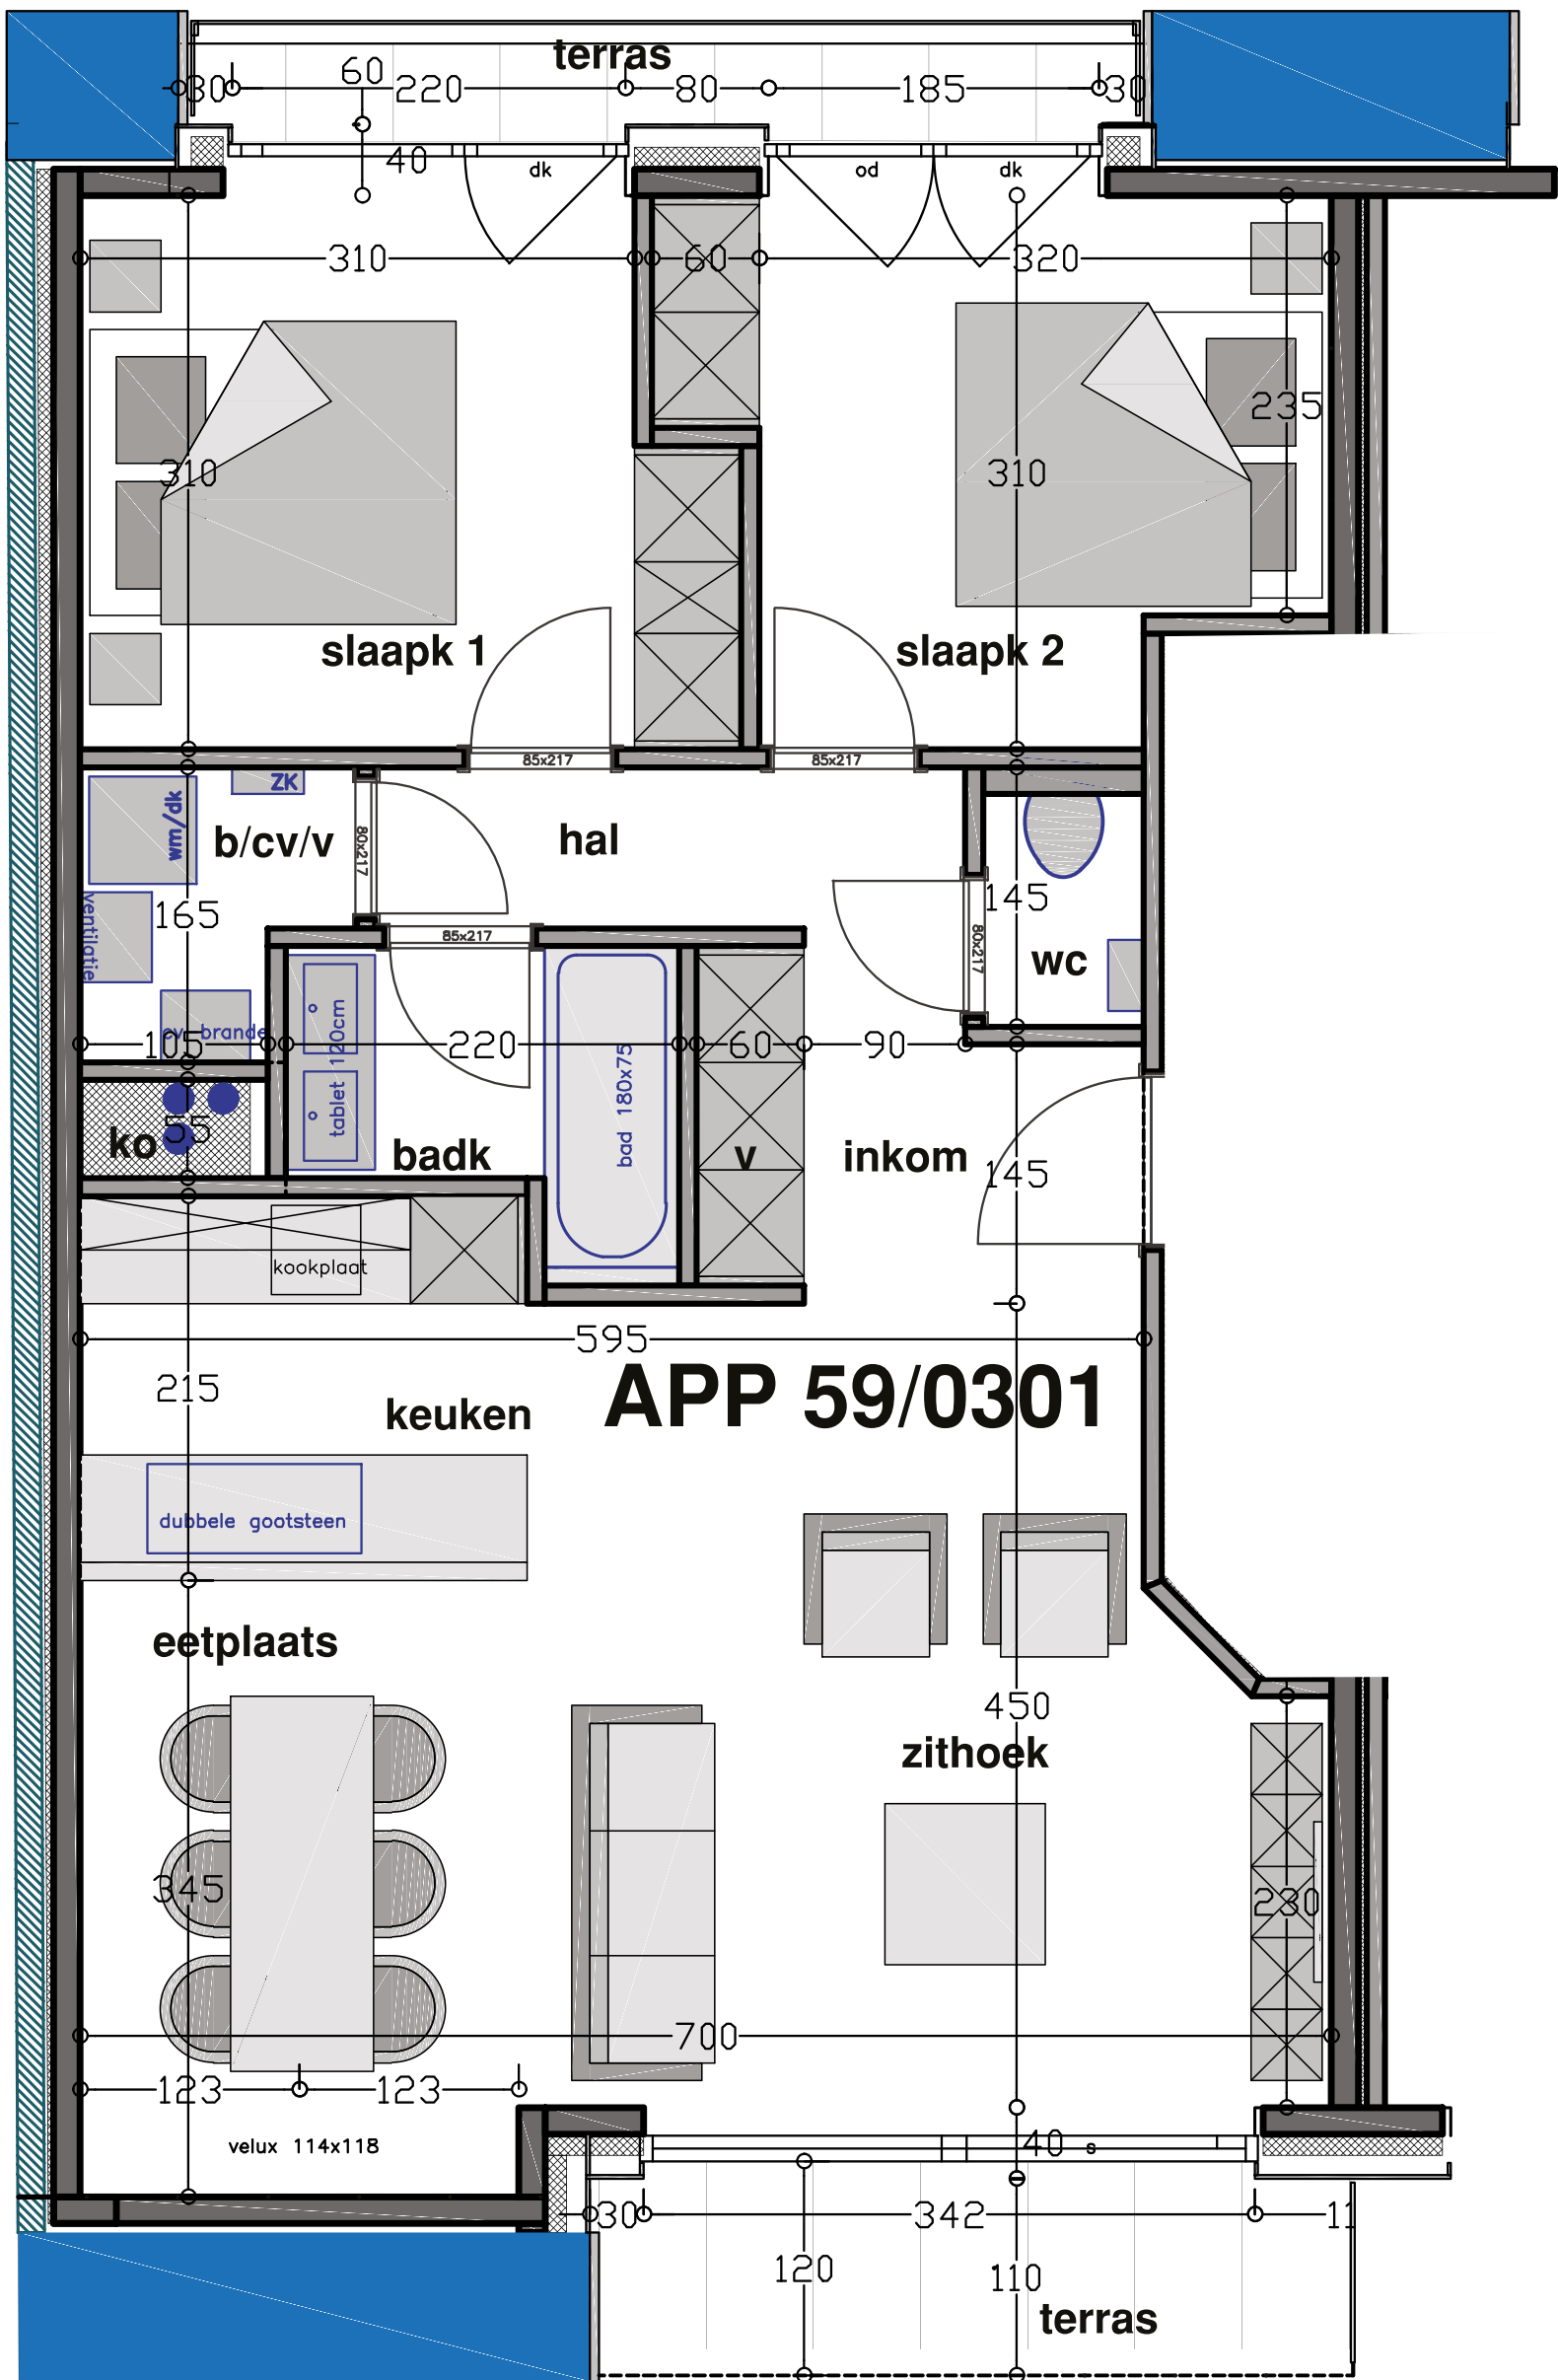 terras
60
30 220 80 185 30
40 dk od dk
310 60 320
235
310 310
slaapk 1 slaapk 2
85x217 85x217
ZK
wm/dk b/cv/v 80x217 hal
145
165
ventilatie 85x217 80x217 wc
cv brande
105 220 60 90
tablet 120cm
bad 180x75
55
ko badk v inkom
145
kookplaat
595
215
APP 59/0301
keuken
dubbele gootsteen
eetplaats
450
zithoek
345 230
700
123 123
velux 114x118 40 s
30 342 11
120 110
terras